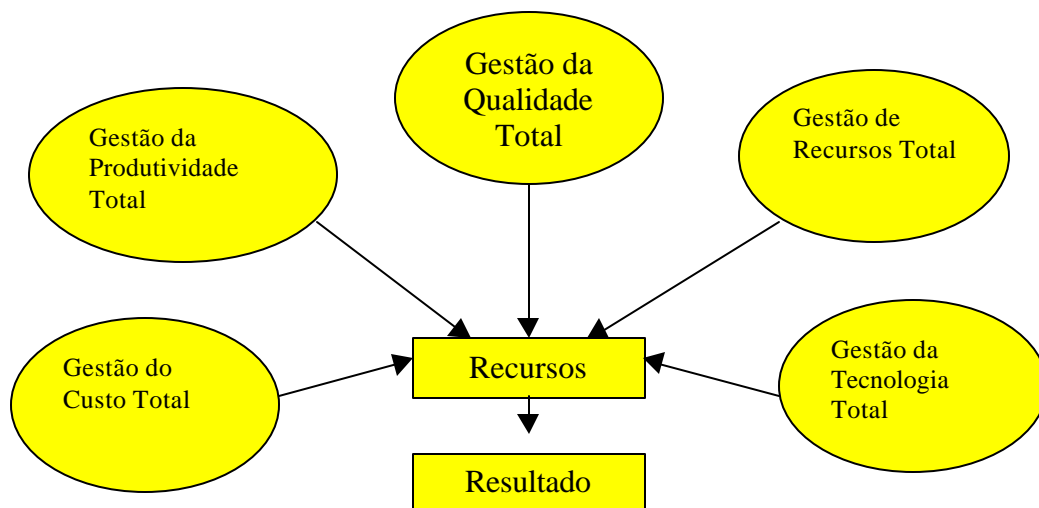 Gestão da
Qualidade
Total
Gestão da
Produtividade
Total
Gestão de
Recursos Total
Gestão do
Custo Total
Recursos
Gestão da
Tecnologia
Total
Resultado